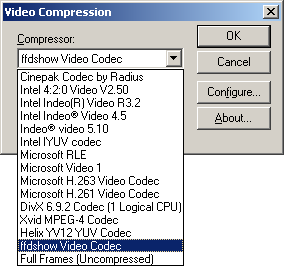 Video Compression
Compressor:
ffdshow Video Codec
OK
Cancel
Configure...
About...
Cinepak Codec by Radius
Intel 4:2:0 Video V2.50
Intel Indeo(R) Video R3.2
Intel Indeo® Video 4.5
Indeo® video 5.10
Intel IYUV codec
Microsoft RLE
Microsoft Video 1
Microsoft H.263 Video Codec
Microsoft H.261 Video Codec
DivX 6.9.2 Codec (1 Logical CPU)
Xvid MPEG-4 Codec
Helix YV12 YUV Codec
ffdshow Video Codec
Full Frames (Uncompressed)